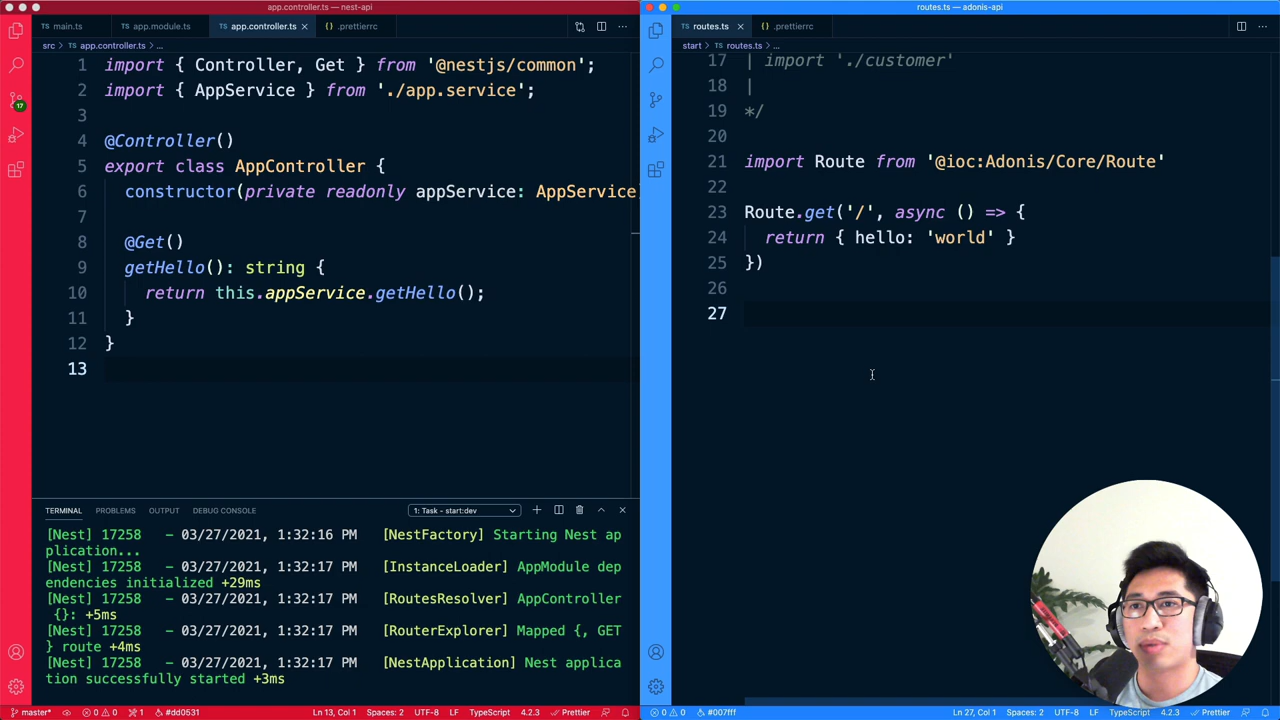 app.controller.ts - nest-api
main.ts
app.module.ts
app.controller.ts
.prettierrc
src > app.controller.ts > ...
1 import { Controller, Get } from '@nestjs/common';
2 import { AppService } from './app.service';
3
4 @Controller()
5 export class AppController {
6 constructor(private readonly appService: AppService
7
8 @Get()
9 getHello(): string {
10 return this.appService.getHello();
11 }
12 }
13
17
TERMINAL PROBLEMS OUTPUT DEBUG CONSOLE
1: Task - start:dev
[Nest] 17258 - 03/27/2021, 1:32:16 PM [NestFactory] Starting Nest ap
plication...
[Nest] 17258 - 03/27/2021, 1:32:17 PM [InstanceLoader] AppModule dep
endencies initialized +29ms
[Nest] 17258 - 03/27/2021, 1:32:17 PM [RoutesResolver] AppController
{}: +5ms
[Nest] 17258 - 03/27/2021, 1:32:17 PM [RouterExplorer] Mapped {, GET
} route +4ms
[Nest] 17258 - 03/27/2021, 1:32:17 PM [NestApplication] Nest applica
tion successfully started +3ms
master* 0 0 1 #dd0531 Ln 13, Col 1 Spaces: 2 UTF-8 LF TypeScript 4.2.3 Prettier
routes.ts — adonis-api
TS routes.ts
.prettierrc
start > TS routes.ts > ...
17 | import './customer'
18 |
19 */
20
21 import Route from '@ioc:Adonis/Core/Route'
22
23 Route.get('/', async () => {
24 return { hello: 'world' }
25 })
26
27
0 0 #007fff Ln 27, Col 1 Spaces: 2 UTF-8 LF TypeScript 4.2.3 Prettier